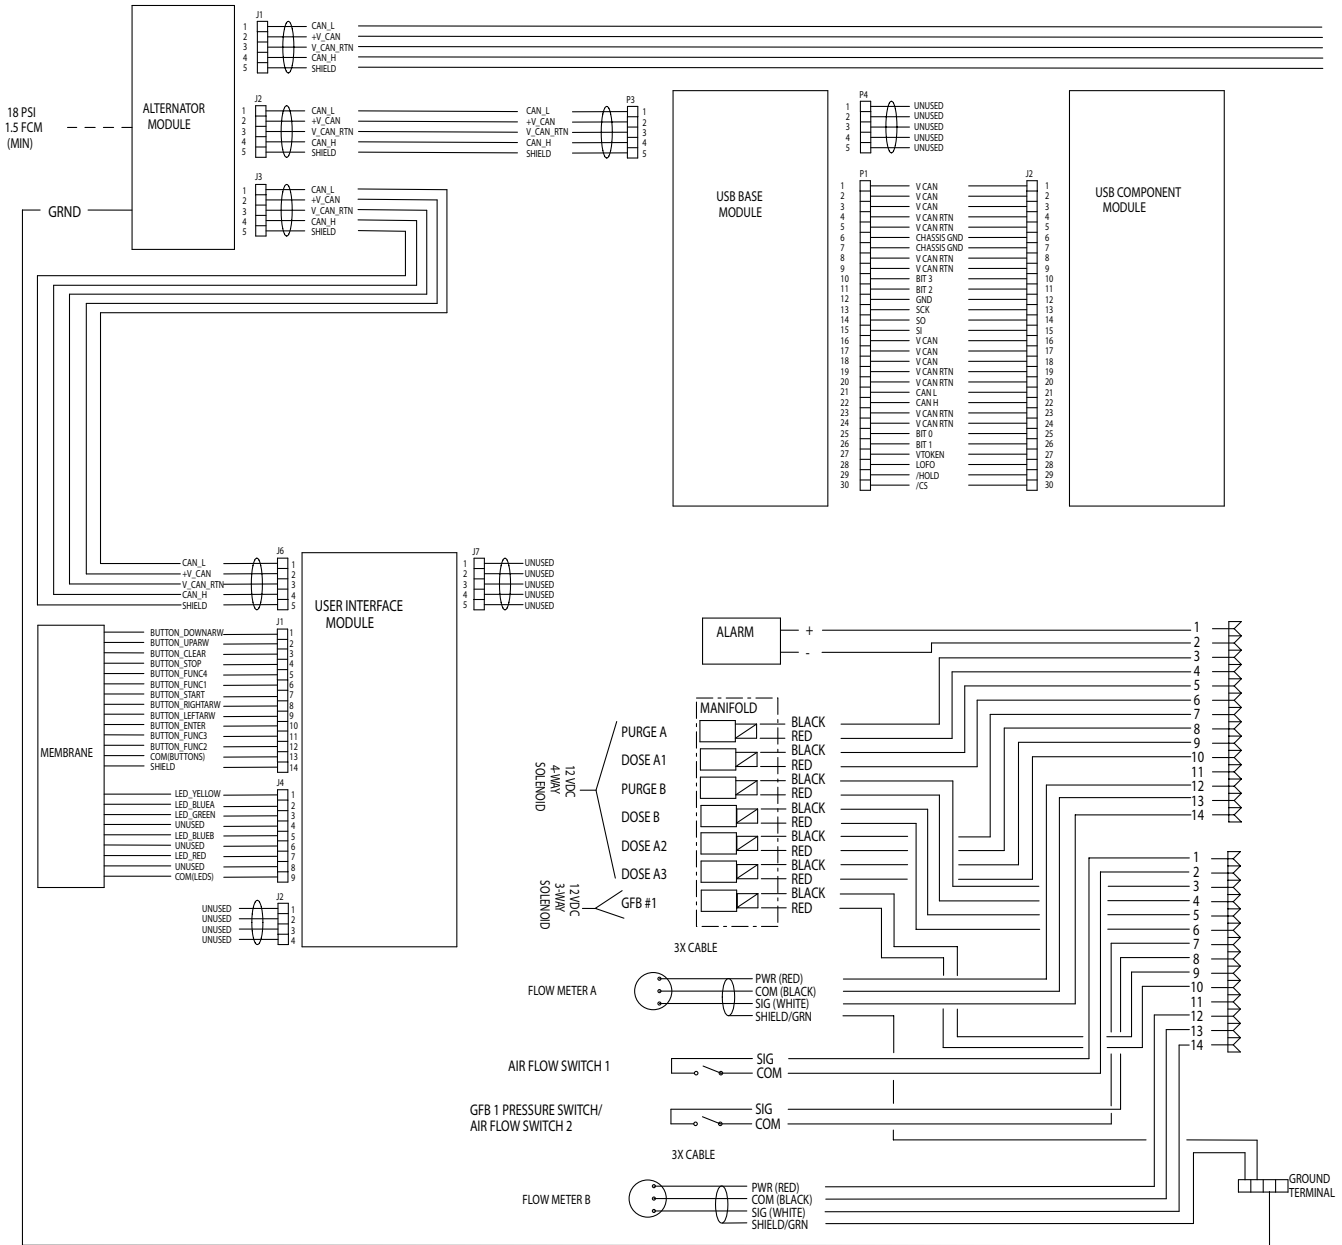 18 PSI
1.5 FCM
(MIN)
GRND
ALTERNATOR
MODULE
J1
1 CAN_L
2 +V_CAN
3 V_CAN_RTN
4 CAN_H
5 SHIELD
J2
1 CAN_L
2 +V_CAN
3 V_CAN_RTN
4 CAN_H
5 SHIELD
P3
CAN_L 1
+V_CAN 2
V_CAN_RTN 3
CAN_H 4
SHIELD 5
J3
1 CAN_L
2 +V_CAN
3 V_CAN_RTN
4 CAN_H
5 SHIELD
USB BASE
MODULE
P4
1 UNUSED
2 UNUSED
3 UNUSED
4 UNUSED
5 UNUSED
P1 J2
1 V CAN 1
2 V CAN 2
3 V CAN 3
4 V CAN RTN 4
5 V CAN RTN 5
6 CHASSIS GND 6
7 CHASSIS GND 7
8 V CAN RTN 8
9 V CAN RTN 9
10 BIT 3 10
11 BIT 2 11
12 GND 12
13 SCK 13
14 SO 14
15 SI 15
16 V CAN 16
17 V CAN 17
18 V CAN 18
19 V CAN RTN 19
20 V CAN RTN 20
21 CAN L 21
22 CAN H 22
23 V CAN RTN 23
24 V CAN RTN 24
25 BIT 0 25
26 BIT 1 26
27 VTOKEN 27
28 LOFO 28
29 /HOLD 29
30 /CS 30
USB COMPONENT
MODULE
J6
CAN_L 1
+V_CAN 2
V_CAN_RTN 3
CAN_H 4
SHIELD 5
USER INTERFACE
MODULE
J7
1 UNUSED
2 UNUSED
3 UNUSED
4 UNUSED
5 UNUSED
MEMBRANE
J1
BUTTON_DOWNARW 1
BUTTON_UPARW 2
BUTTON_CLEAR 3
BUTTON_STOP 4
BUTTON_FUNC4 5
BUTTON_FUNC1 6
BUTTON_START 7
BUTTON_RIGHTARW 8
BUTTON_LEFTARW 9
BUTTON_ENTER 10
BUTTON_FUNC3 11
BUTTON_FUNC2 12
COM(BUTTONS) 13
SHIELD 14
J4
LED_YELLOW 1
LED_BLUEA 2
LED_GREEN 3
UNUSED 4
LED_BLUEB 5
UNUSED 6
LED_RED 7
UNUSED 8
COM(LEDS) 9
J2
UNUSED 1
UNUSED 2
UNUSED 3
UNUSED 4
ALARM
+
-
MANIFOLD
12 VDC
4-WAY
SOLENOID
PURGE A BLACK
RED
DOSE A1 BLACK
RED
PURGE B BLACK
RED
DOSE B BLACK
RED
DOSE A2 BLACK
RED
DOSE A3 BLACK
RED
12 VDC
3-WAY
SOLENOID
GFB #1 BLACK
RED
1
2
3
4
5
6
7
8
9
10
11
12
13
14
1
2
3
4
5
6
7
8
9
10
11
12
13
14
3X CABLE
FLOW METER A
PWR (RED)
COM (BLACK)
SIG (WHITE)
SHIELD/GRN
AIR FLOW SWITCH 1
SIG
COM
GFB 1 PRESSURE SWITCH/
AIR FLOW SWITCH 2
SIG
COM
3X CABLE
FLOW METER B
PWR (RED)
COM (BLACK)
SIG (WHITE)
SHIELD/GRN
GROUND
TERMINAL